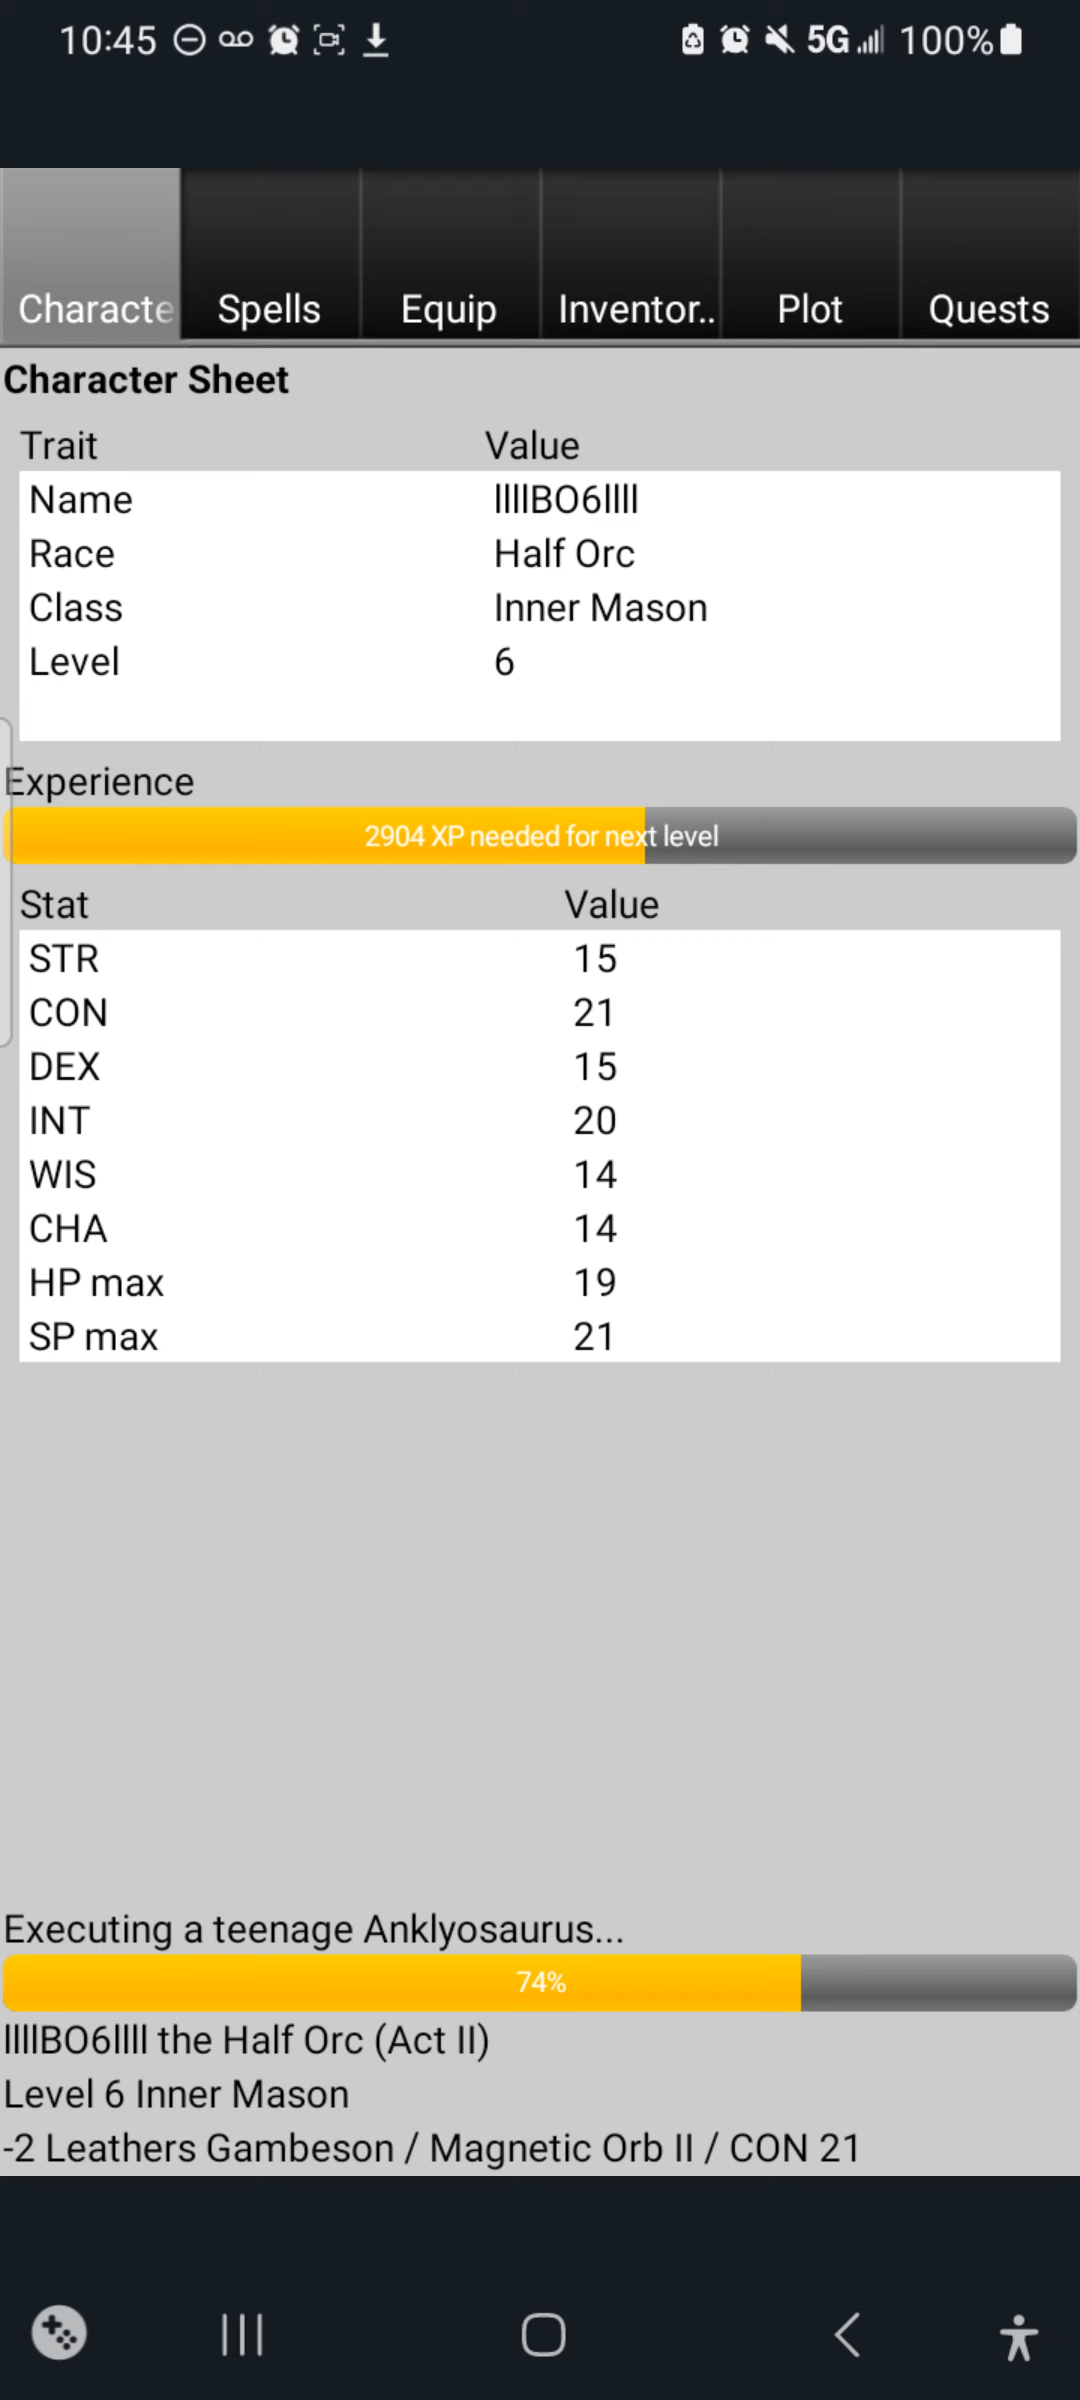 10:45 5G 100%
Characte Spells Equip Inventor.. Plot Quests
Character Sheet
Trait Value
Name llllBO6llll
Race Half Orc
Class Inner Mason
Level 6
Experience
2904 XP needed for next level
Stat Value
STR 15
CON 21
DEX 15
INT 20
WIS 14
CHA 14
HP max 19
SP max 21
Executing a teenage Anklyosaurus...
74%
llllBO6llll the Half Orc (Act II)
Level 6 Inner Mason
-2 Leathers Gambeson / Magnetic Orb II / CON 21